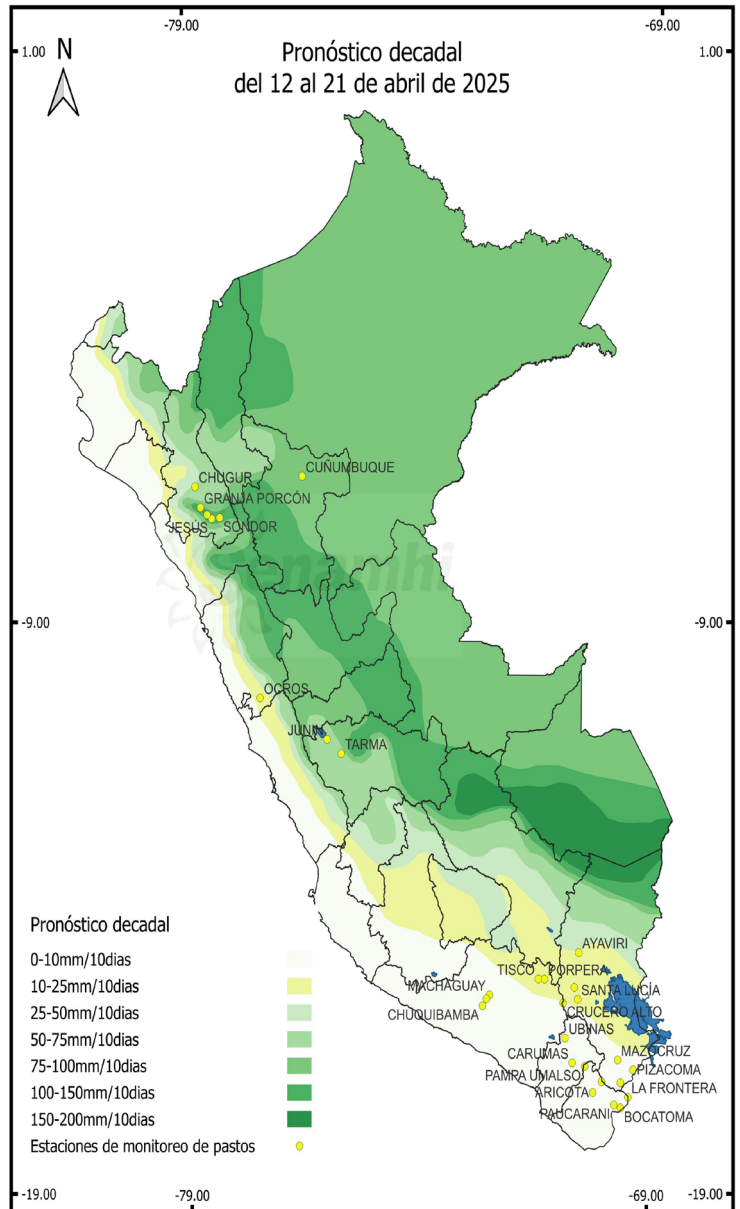 -79.00
-69.00
1.00
N
Pronóstico decadal
1.00
del 12 al 21 de abril de 2025
CUÑUMBUQUE
CHUGUR
GRANJA PORCÓN
JESÚS
SONDOR
enamhi
-9.00
-9.00
OCROS
JUNIN
TARMA
Pronóstico decadal
0-10mm/10dias
10-25mm/10dias
25-50mm/10dias
50-75mm/10dias
75-100mm/10dias
100-150mm/10dias
150-200mm/10dias
Estaciones de monitoreo de pastos
AYAVIRI
TISCO
PORPERA
MACHAGUAY
SANTA LUCÍA
CHUQUIBAMBA
CRUCERO ALTO
UBINAS
CARUMAS
MAZOCRUZ
PAMPA UMALSO
PIZACOMA
ARICOTA
LA FRONTERA
PAUCARANI
BOCATOMA
-19.00
-79.00
-69.00
-19.00